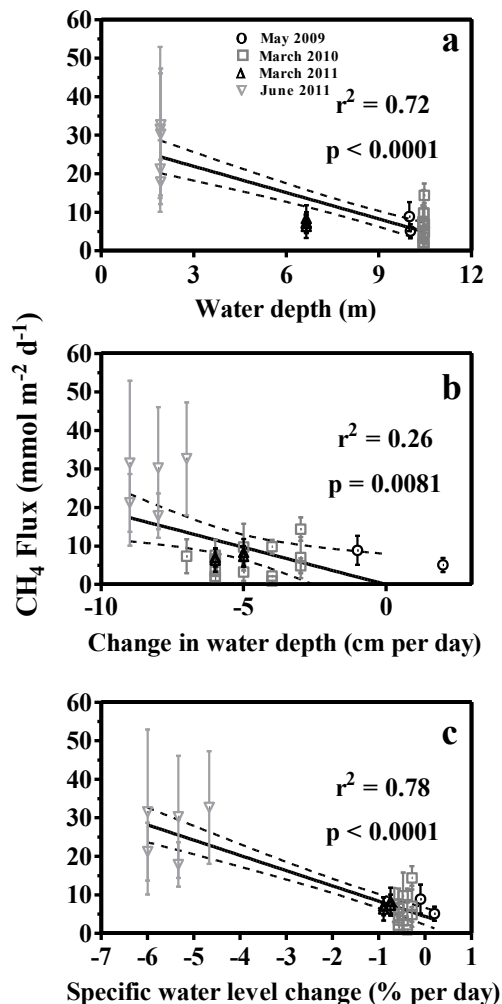 a
May 2009
March 2010
March 2011
June 2011
r² = 0.72
p < 0.0001
60
50
40
30
20
10
0
0 3 6 9 12
Water depth (m)
CH₄ Flux (mmol m⁻² d⁻¹)
b
r² = 0.26
p = 0.0081
60
50
40
30
20
10
0
-10 -5 0
Change in water depth (cm per day)
c
r² = 0.78
p < 0.0001
60
50
40
30
20
10
0
-7 -6 -5 -4 -3 -2 -1 0 1
Specific water level change (% per day)